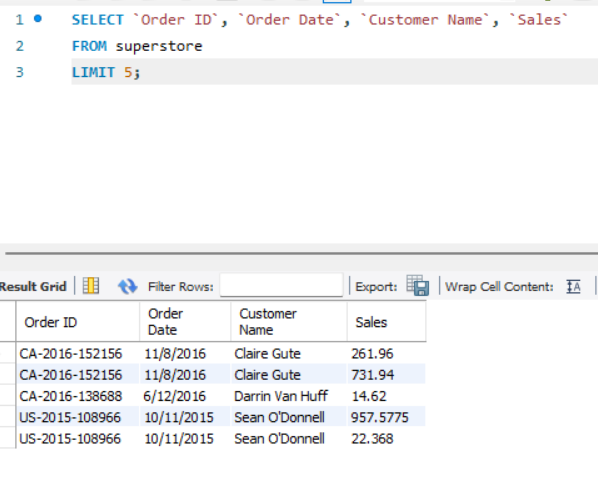 1 SELECT `Order ID`, `Order Date`, `Customer Name`, `Sales`
2 FROM superstore
3 LIMIT 5;
Result Grid Filter Rows: Export: Wrap Cell Content:
Order ID Order Date Customer Name Sales
CA-2016-152156 11/8/2016 Claire Gute 261.96
CA-2016-152156 11/8/2016 Claire Gute 731.94
CA-2016-138688 6/12/2016 Darrin Van Huff 14.62
US-2015-108966 10/11/2015 Sean O'Donnell 957.5775
US-2015-108966 10/11/2015 Sean O'Donnell 22.368